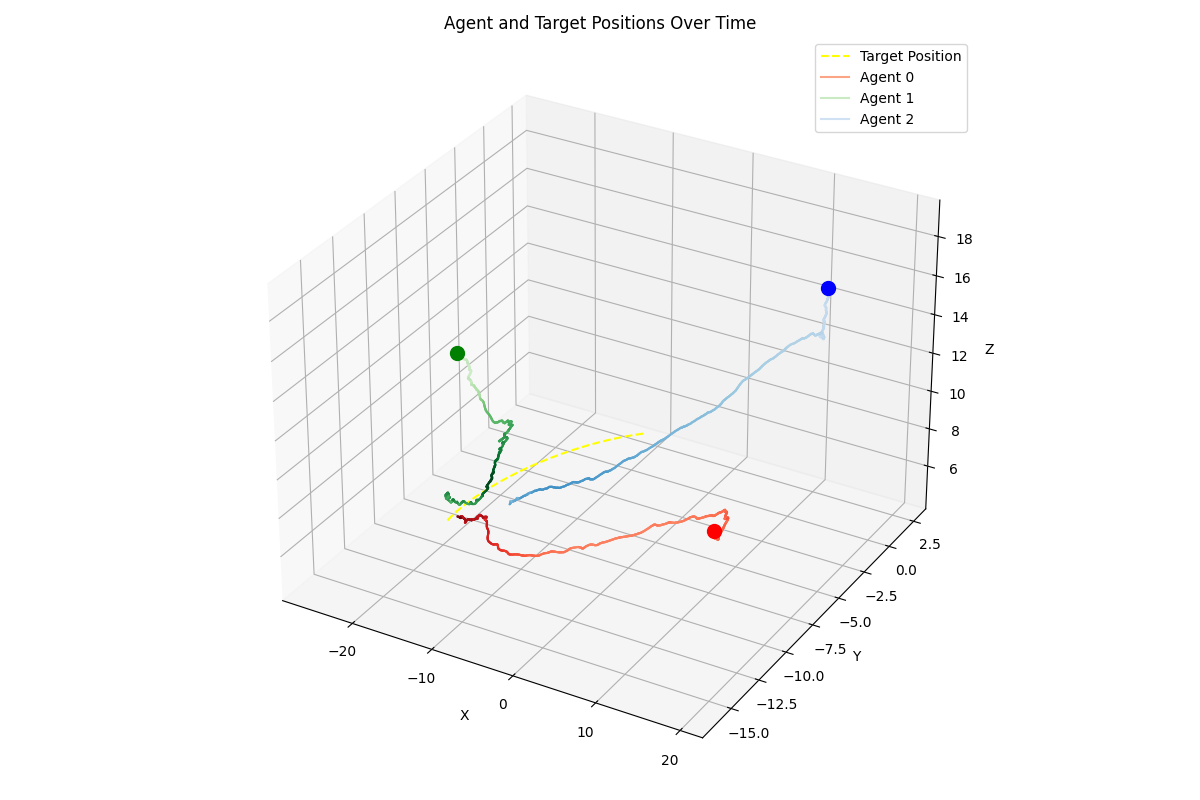 Agent and Target Positions Over Time
Target Position
Agent 0
Agent 1
Agent 2
18
16
14
12
10
8
6
Z
2.5
0.0
−2.5
−5.0
−7.5
−10.0
−12.5
−15.0
Y
−20
−10
0
10
20
X